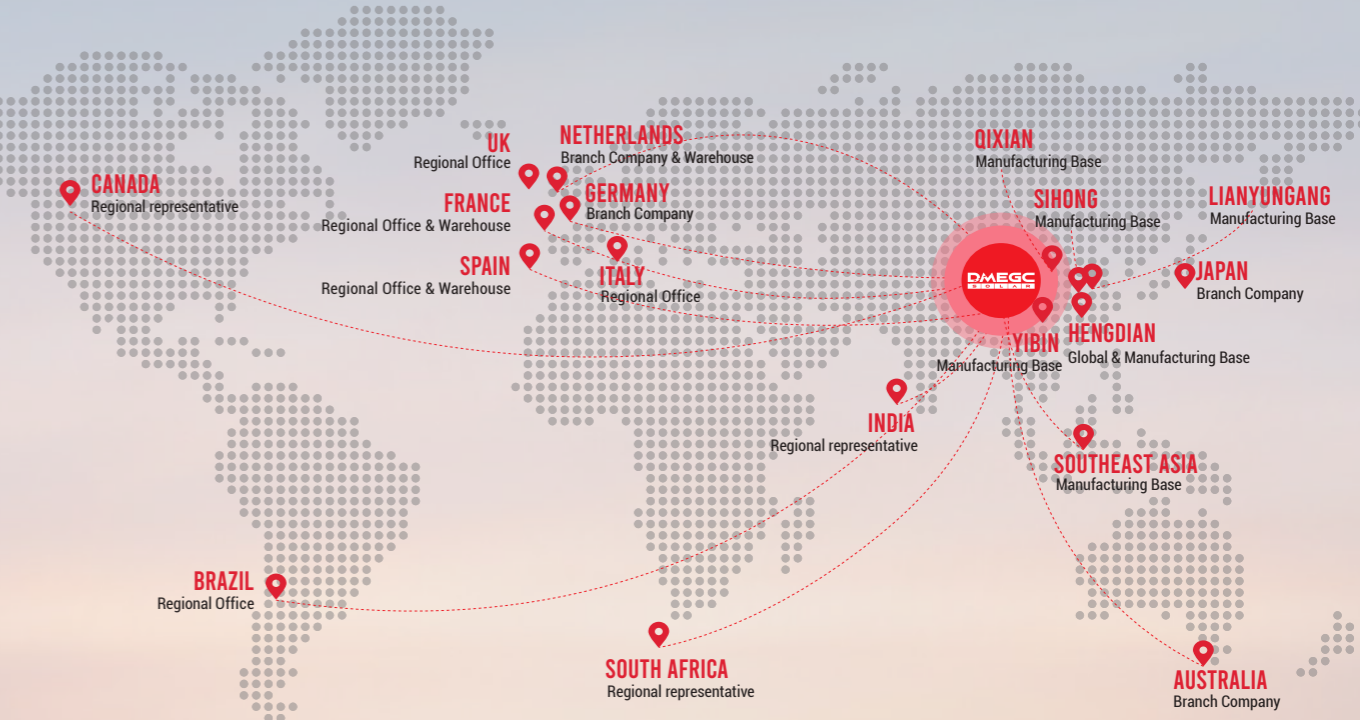 UK
Regional Office
NETHERLANDS
Branch Company & Warehouse
QIXIAN
Manufacturing Base
CANADA
Regional representative
FRANCE
Regional Office & Warehouse
GERMANY
Branch Company
SIHONG
Manufacturing Base
LIANYUNGANG
Manufacturing Base
SPAIN
Regional Office & Warehouse
ITALY
Regional Office
DMEGC
SOLAR
JAPAN
Branch Company
YIBIN
Manufacturing Base
HENGDIAN
Global & Manufacturing Base
INDIA
Regional representative
SOUTHEAST ASIA
Manufacturing Base
BRAZIL
Regional Office
SOUTH AFRICA
Regional representative
AUSTRALIA
Branch Company